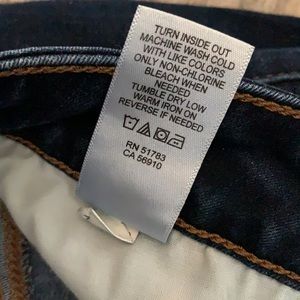 TURN INSIDE OUT
MACHINE WASH COLD
WITH LIKE COLORS
ONLY NON-CHLORINE
BLEACH WHEN
NEEDED
TUMBLE DRY LOW
WARM IRON ON
REVERSE IF NEEDED
RN 51783
CA 56910